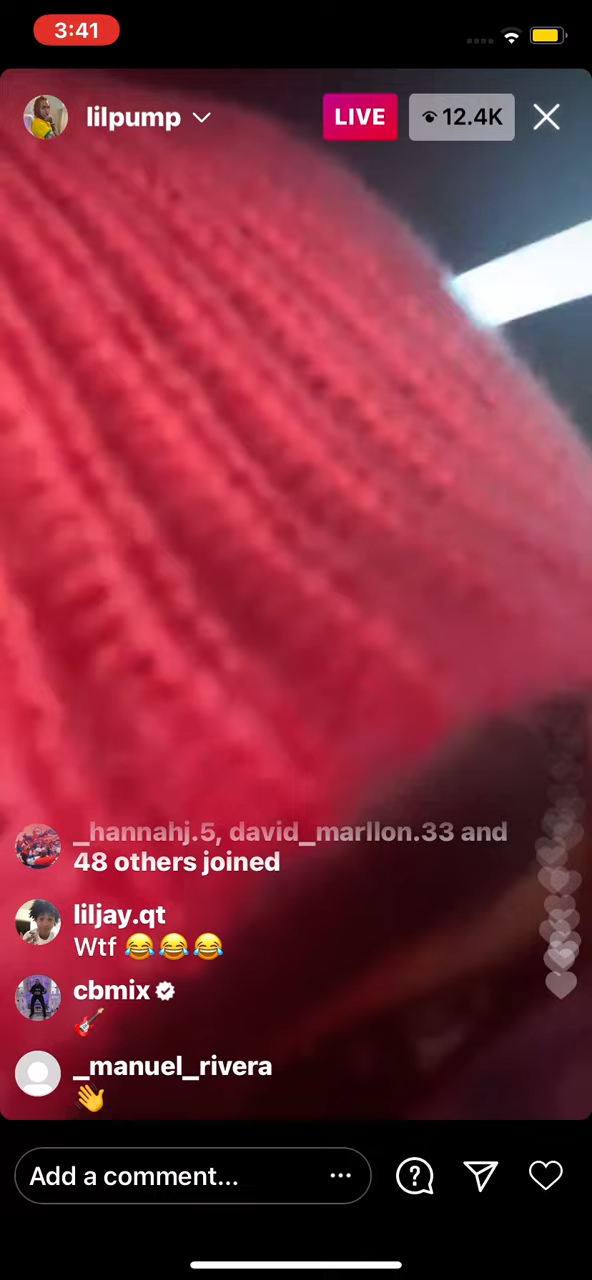 3:41
lilpump
LIVE
12.4K
_hannahj.5, david_marllon.33 and
48 others joined
liljay.qt
Wtf 😂😂😂
cbmix
🎸
_manuel_rivera
👋
Add a comment...